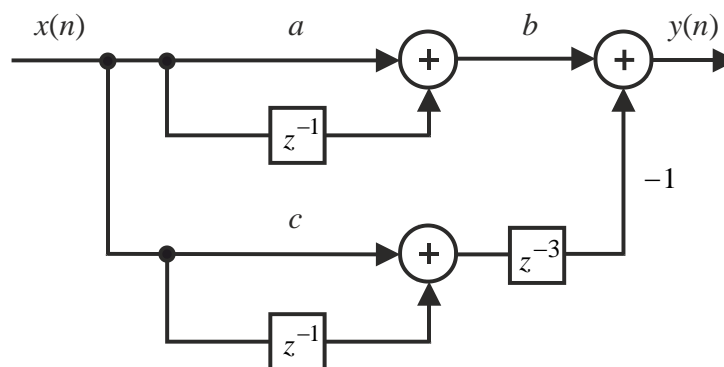 x(n) a b y(n)
+ +
z⁻¹
−1
c
+ z⁻³
z⁻¹